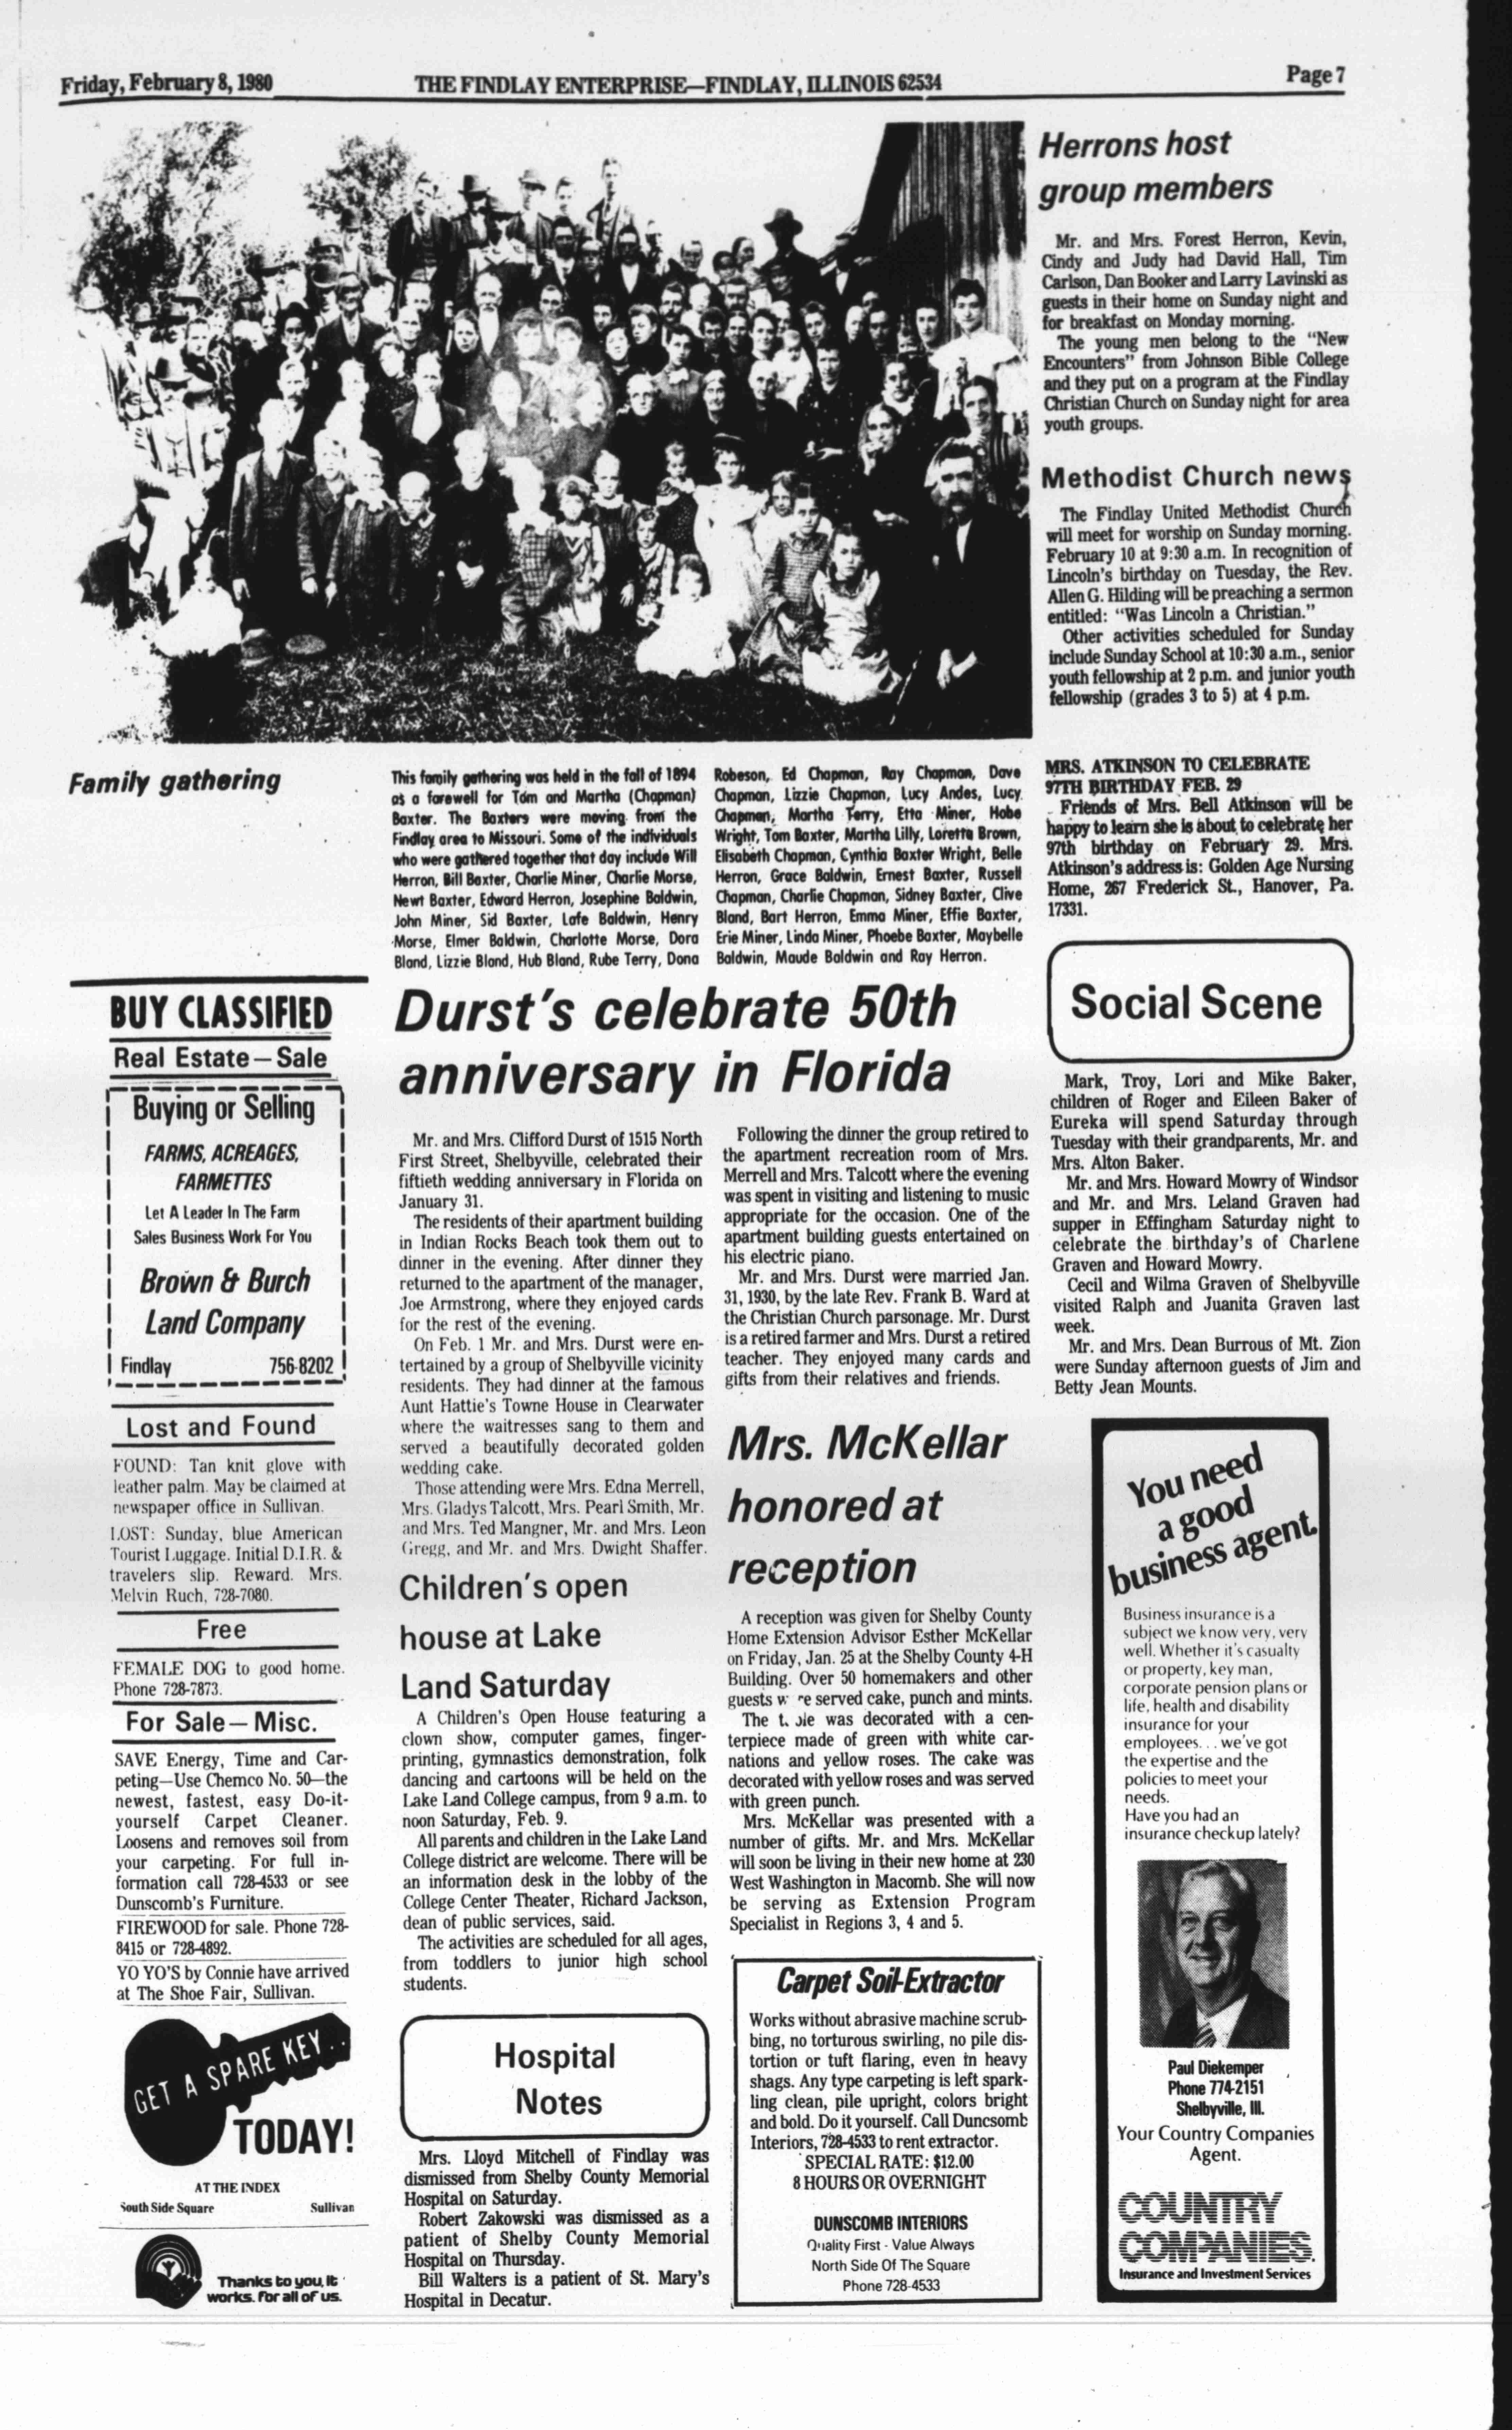 Friday, February 8, 1980
THE FINDLAY ENTERPRISE—FINDLAY, ILLINOIS 62534
Page 7
Family gathering
This family gathering was held in the fall of 1894
as a farewell for Tom and Martha (Chapman)
Baxter. The Baxters were moving from the
Findlay area to Missouri. Some of the individuals
who were gathered together that day include Will
Herron, Bill Baxter, Charlie Miner, Charlie Morse,
Newt Baxter, Edward Herron, Josephine Baldwin,
John Miner, Sid Baxter, Lafe Baldwin, Henry
Morse, Elmer Baldwin, Charlotte Morse, Dora
Bland, Lizzie Bland, Hub Bland, Rube Terry, Dona
Robeson, Ed Chapman, Ray Chapman, Dave
Chapman, Lizzie Chapman, Lucy Andes, Lucy
Chapman, Martha Terry, Etta Miner, Hobe
Wright, Tom Baxter, Martha Lilly, Loretta Brown,
Elisabeth Chapman, Cynthia Baxter Wright, Belle
Herron, Grace Baldwin, Ernest Baxter, Russell
Chapman, Charlie Chapman, Sidney Baxter, Clive
Bland, Bart Herron, Emma Miner, Effie Baxter,
Erie Miner, Linda Miner, Phoebe Baxter, Maybelle
Baldwin, Maude Baldwin and Ray Herron.
BUY CLASSIFIED
Real Estate—Sale
Buying or Selling
FARMS, ACREAGES,
FARMETTES
Let A Leader In The Farm
Sales Business Work For You
Brown & Burch
Land Company
Findlay 756-8202
Lost and Found
FOUND: Tan knit glove with
leather palm. May be claimed at
newspaper office in Sullivan.
LOST: Sunday, blue American
Tourist Luggage. Initial D.I.R. &
travelers slip. Reward. Mrs.
Melvin Ruch, 728-7080.
Free
FEMALE DOG to good home.
Phone 728-7873.
For Sale—Misc.
SAVE Energy, Time and Car-
peting—Use Chemco No. 50—the
newest, fastest, easy Do-it-
yourself Carpet Cleaner.
Loosens and removes soil from
your carpeting. For full in-
formation call 728-4533 or see
Dunscomb's Furniture.
FIREWOOD for sale. Phone 728-
8415 or 728-4892.
YO YO'S by Connie have arrived
at The Shoe Fair, Sullivan.
GET A SPARE KEY..
TODAY!
AT THE INDEX
South Side Square Sullivan
Thanks to you, it
works. for all of us.
Durst's celebrate 50th
anniversary in Florida
Mr. and Mrs. Clifford Durst of 1515 North
First Street, Shelbyville, celebrated their
fiftieth wedding anniversary in Florida on
January 31.
The residents of their apartment building
in Indian Rocks Beach took them out to
dinner in the evening. After dinner they
returned to the apartment of the manager,
Joe Armstrong, where they enjoyed cards
for the rest of the evening.
On Feb. 1 Mr. and Mrs. Durst were en-
tertained by a group of Shelbyville vicinity
residents. They had dinner at the famous
Aunt Hattie's Towne House in Clearwater
where the waitresses sang to them and
served a beautifully decorated golden
wedding cake.
Those attending were Mrs. Edna Merrell,
Mrs. Gladys Talcott, Mrs. Pearl Smith, Mr.
and Mrs. Ted Mangner, Mr. and Mrs. Leon
Gregg, and Mr. and Mrs. Dwight Shaffer.
Following the dinner the group retired to
the apartment recreation room of Mrs.
Merrell and Mrs. Talcott where the evening
was spent in visiting and listening to music
appropriate for the occasion. One of the
apartment building guests entertained on
his electric piano.
Mr. and Mrs. Durst were married Jan.
31, 1930, by the late Rev. Frank B. Ward at
the Christian Church parsonage. Mr. Durst
is a retired farmer and Mrs. Durst a retired
teacher. They enjoyed many cards and
gifts from their relatives and friends.
Children's open
house at Lake
Land Saturday
A Children's Open House featuring a
clown show, computer games, finger-
printing, gymnastics demonstration, folk
dancing and cartoons will be held on the
Lake Land College campus, from 9 a.m. to
noon Saturday, Feb. 9.
All parents and children in the Lake Land
College district are welcome. There will be
an information desk in the lobby of the
College Center Theater, Richard Jackson,
dean of public services, said.
The activities are scheduled for all ages,
from toddlers to junior high school
students.
Hospital
Notes
Mrs. Lloyd Mitchell of Findlay was
dismissed from Shelby County Memorial
Hospital on Saturday.
Robert Zakowski was dismissed as a
patient of Shelby County Memorial
Hospital on Thursday.
Bill Walters is a patient of St. Mary's
Hospital in Decatur.
Mrs. McKellar
honored at
reception
A reception was given for Shelby County
Home Extension Advisor Esther McKellar
on Friday, Jan. 25 at the Shelby County 4-H
Building. Over 50 homemakers and other
guests w re served cake, punch and mints.
The was decorated with a cen-
terpiece made of green with white car-
nations and yellow roses. The cake was
decorated with yellow roses and was served
with green punch.
Mrs. McKellar was presented with a
number of gifts. Mr. and Mrs. McKellar
will soon be living in their new home at 230
West Washington in Macomb. She will now
be serving as Extension Program
Specialist in Regions 3, 4 and 5.
Carpet Soil-Extractor
Works without abrasive machine scrub-
bing, no torturous swirling, no pile dis-
tortion or tuft flaring, even in heavy
shags. Any type carpeting is left spark-
ling clean, pile upright, colors bright
and bold. Do it yourself. Call Duncsomb
Interiors, 728-4533 to rent extractor.
SPECIAL RATE: $12.00
8 HOURS OR OVERNIGHT
DUNSCOMB INTERIORS
Quality First - Value Always
North Side Of The Square
Phone 728-4533
Herrons host
group members
Mr. and Mrs. Forest Herron, Kevin,
Cindy and Judy had David Hall, Tim
Carlson, Dan Booker and Larry Lavinski as
guests in their home on Sunday night and
for breakfast on Monday morning.
The young men belong to the "New
Encounters" from Johnson Bible College
and they put on a program at the Findlay
Christian Church on Sunday night for area
youth groups.
Methodist Church news
The Findlay United Methodist Church
will meet for worship on Sunday morning.
February 10 at 9:30 a.m. In recognition of
Lincoln's birthday on Tuesday, the Rev.
Allen G. Hilding will be preaching a sermon
entitled: "Was Lincoln a Christian."
Other activities scheduled for Sunday
include Sunday School at 10:30 a.m., senior
youth fellowship at 2 p.m. and junior youth
fellowship (grades 3 to 5) at 4 p.m.
MRS. ATKINSON TO CELEBRATE
97TH BIRTHDAY FEB. 29
Friends of Mrs. Bell Atkinson will be
happy to learn she is about to celebrate her
97th birthday on February 29. Mrs.
Atkinson's address is: Golden Age Nursing
Home, 267 Frederick St., Hanover, Pa.
17331.
Social Scene
Mark, Troy, Lori and Mike Baker,
children of Roger and Eileen Baker of
Eureka will spend Saturday through
Tuesday with their grandparents, Mr. and
Mrs. Alton Baker.
Mr. and Mrs. Howard Mowry of Windsor
and Mr. and Mrs. Leland Graven had
supper in Effingham Saturday night to
celebrate the birthday's of Charlene
Graven and Howard Mowry.
Cecil and Wilma Graven of Shelbyville
visited Ralph and Juanita Graven last
week.
Mr. and Mrs. Dean Burrous of Mt. Zion
were Sunday afternoon guests of Jim and
Betty Jean Mounts.
You need
a good
business agent.
Business insurance is a
subject we know very, very
well. Whether it's casualty
or property, key man,
corporate pension plans or
life, health and disability
insurance for your
employees... we've got
the expertise and the
policies to meet your
needs.
Have you had an
insurance checkup lately?
Paul Diekemper
Phone 774-2151
Shelbyville, Ill.
Your Country Companies
Agent.
COUNTRY
COMPANIES.
Insurance and Investment Services